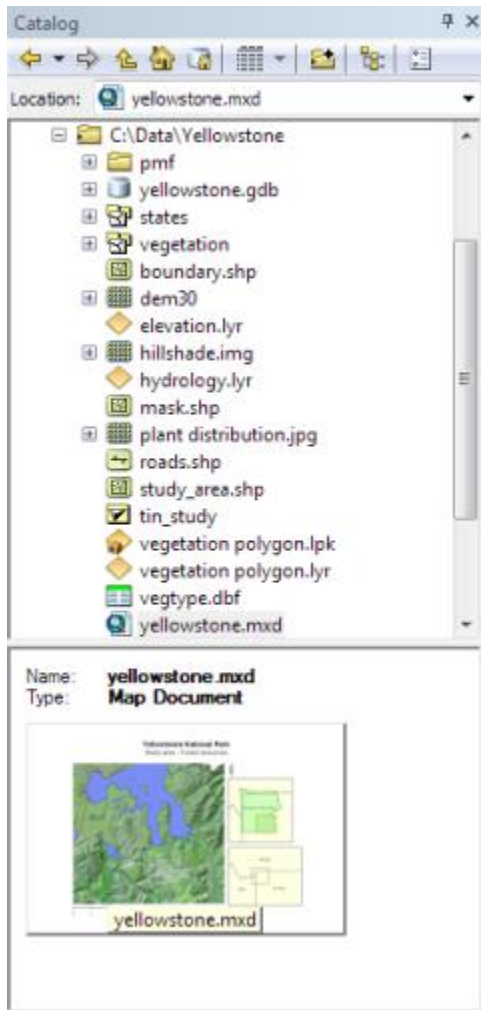 Catalog
Location: yellowstone.mxd
C:\Data\Yellowstone
pmf
yellowstone.gdb
states
vegetation
boundary.shp
dem30
elevation.lyr
hillshade.img
hydrology.lyr
mask.shp
plant distribution.jpg
roads.shp
study_area.shp
tin_study
vegetation polygon.lpk
vegetation polygon.lyr
vegtype.dbf
yellowstone.mxd
Name: yellowstone.mxd
Type: Map Document
Yellowstone National Park
yellowstone.mxd